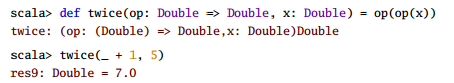 scala> def twice(op: Double => Double, x: Double) = op(op(x))
twice: (op: (Double) => Double,x: Double)Double
scala> twice(_ + 1, 5)
res9: Double = 7.0